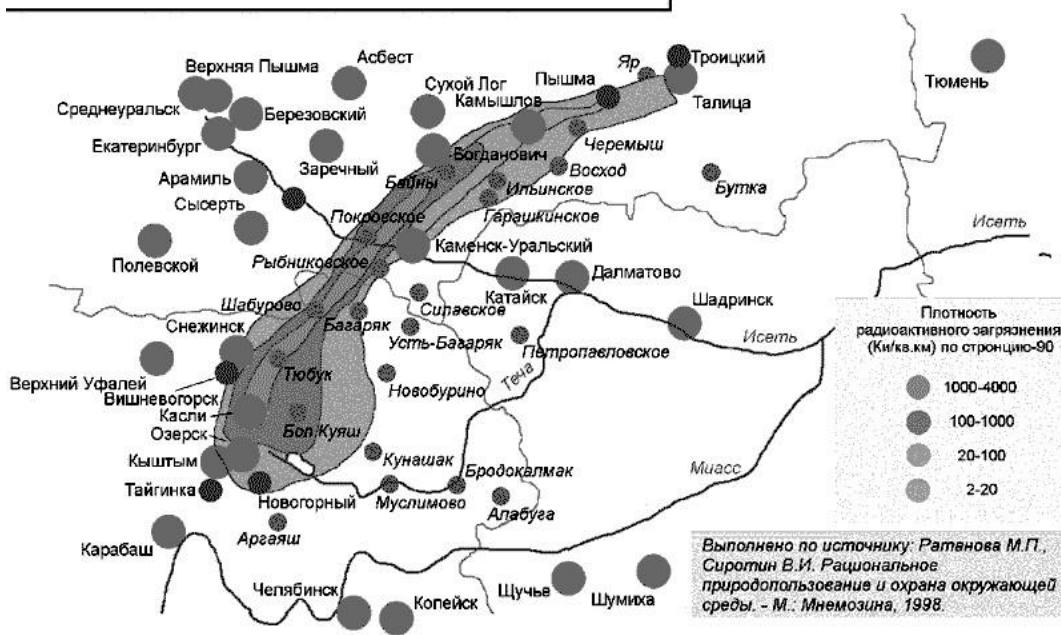 Асбест
Верхняя Пышма
Среднеуральск
Березовский
Екатеринбург
Сухой Лог
Камышлов
Пышма
Яр
Троицкий
Талица
Тюмень
Заречный
Богданович
Черемыш
Арамиль
Байны
Восход
Бутка
Сысерть
Ильинское
Покровское
Гарашкинское
Исеть
Полевской
Каменск-Уральский
Рыбниковское
Далматово
Катайск
Шабурово
Сипавское
Шадринск
Снежинск
Багаряк
Усть-Багаряк
Исеть
Петропавловское
Верхний Уфалей
Тюбук
Теча
Вишневогорск
Новобурино
Касли
Бол.Куяш
Озерск
Кыштым
Кунашак
Бродокалмак
Миасс
Тайгинка
Новогорный
Муслимово
Алабуга
Аргаяш
Карабаш
Челябинск
Копейск
Щучье
Шумиха
Плотность
радиоактивного загрязнения
(Ки/кв.км) по стронцию-90
1000-4000
100-1000
20-100
2-20
Выполнено по источнику: Ратанова М.П.,
Сиротин В.И. Рациональное
природопользование и охрана окружающей
среды. - М.: Мнемозина, 1998.